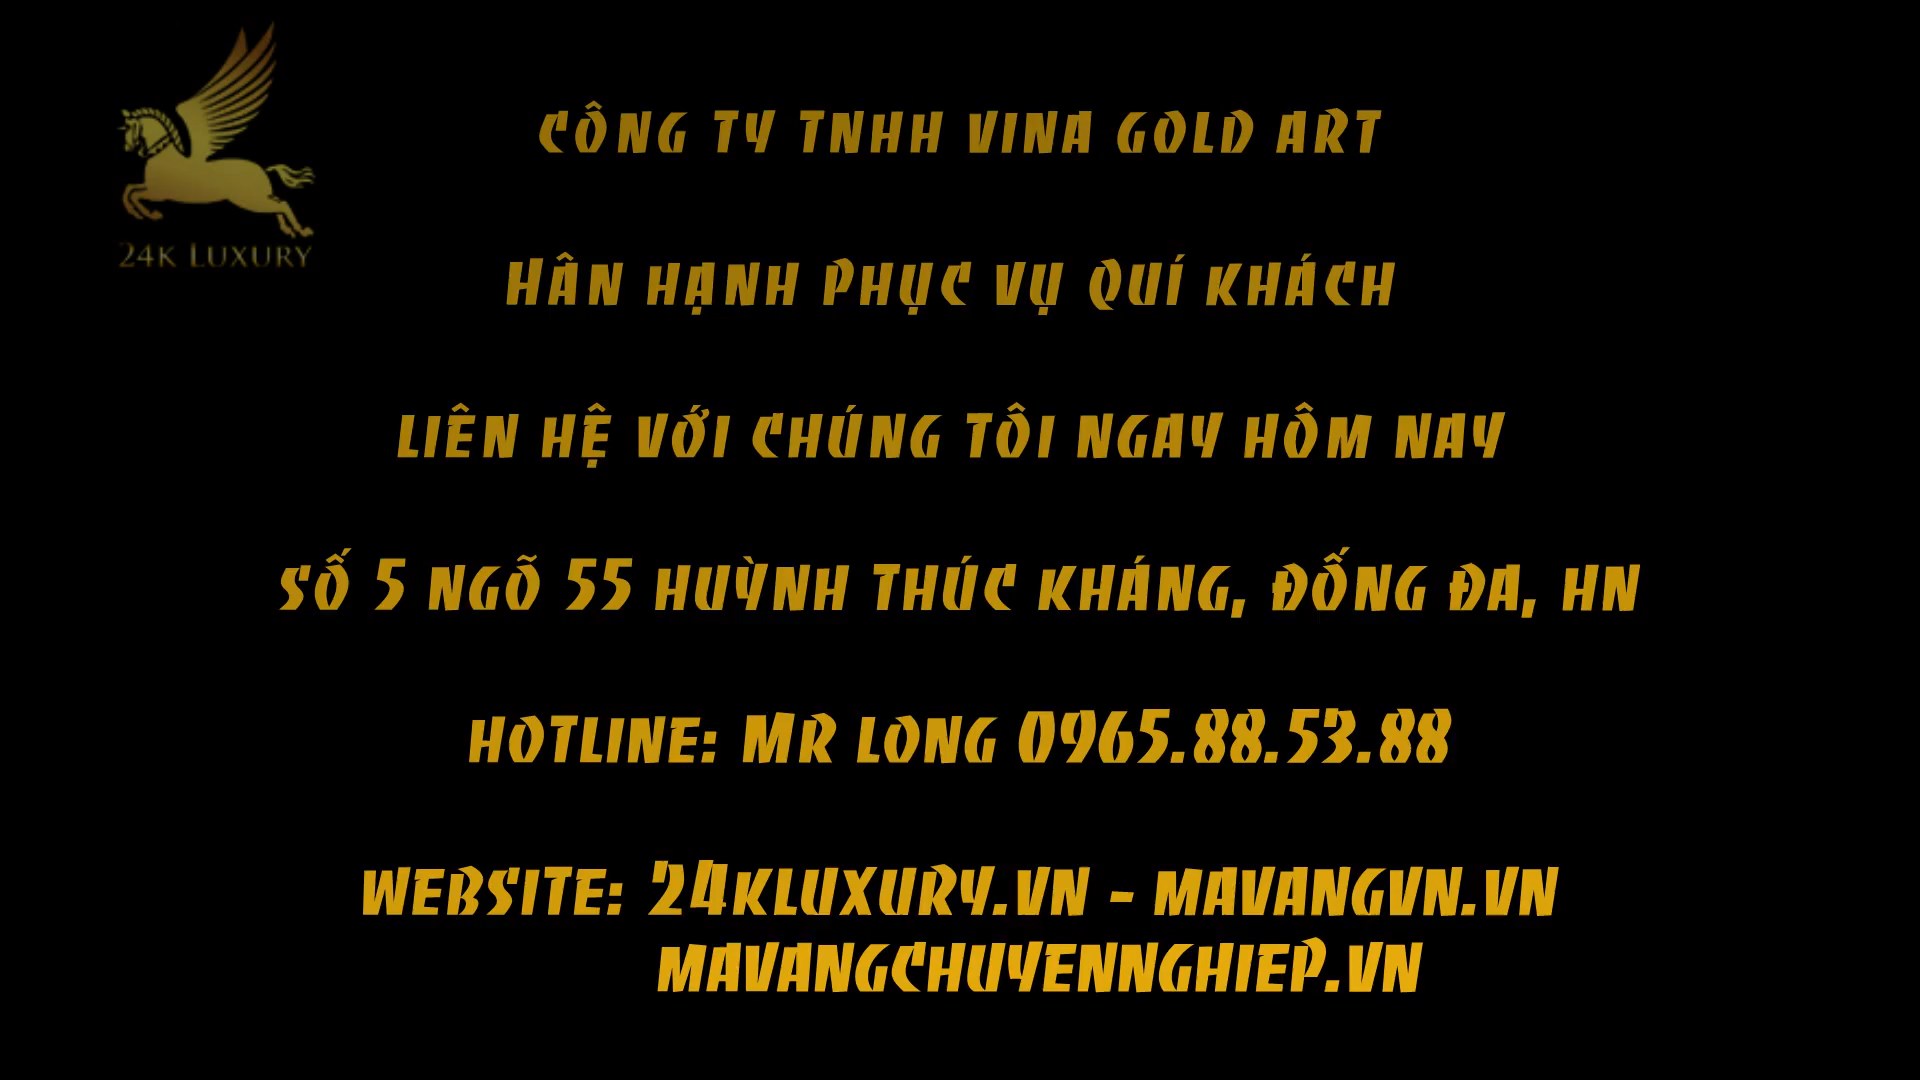 24K LUXURY
CÔNG TY TNHH VINA GOLD ART
HÂN HẠNH PHỤC VỤ QUÍ KHÁCH
LIÊN HỆ VỚI CHÚNG TÔI NGAY HÔM NAY
SỐ 5 NGÕ 55 HUỲNH THÚC KHÁNG, ĐỐNG ĐA, HN
HOTLINE: MR LONG 0965.88.53.88
WEBSITE: 24KLUXURY.VN - MAVANGVN.VN
MAVANGCHUYENNGHIEP.VN